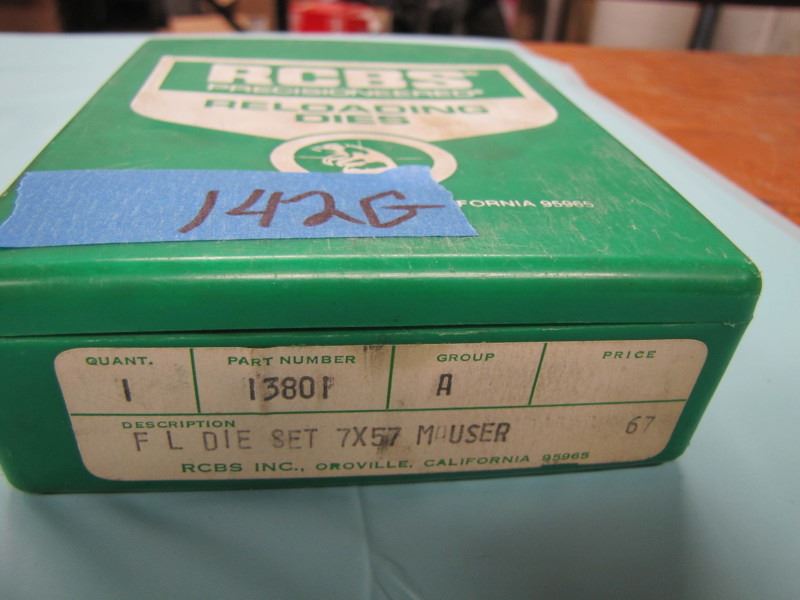 RCBS
PRECISIONEERED
RELOADING
DIES
142G
FORNIA 95965
QUANT. PART NUMBER GROUP PRICE
1 13801 A
DESCRIPTION
F L DIE SET 7X57 MAUSER 67
RCBS INC., OROVILLE, CALIFORNIA 95965